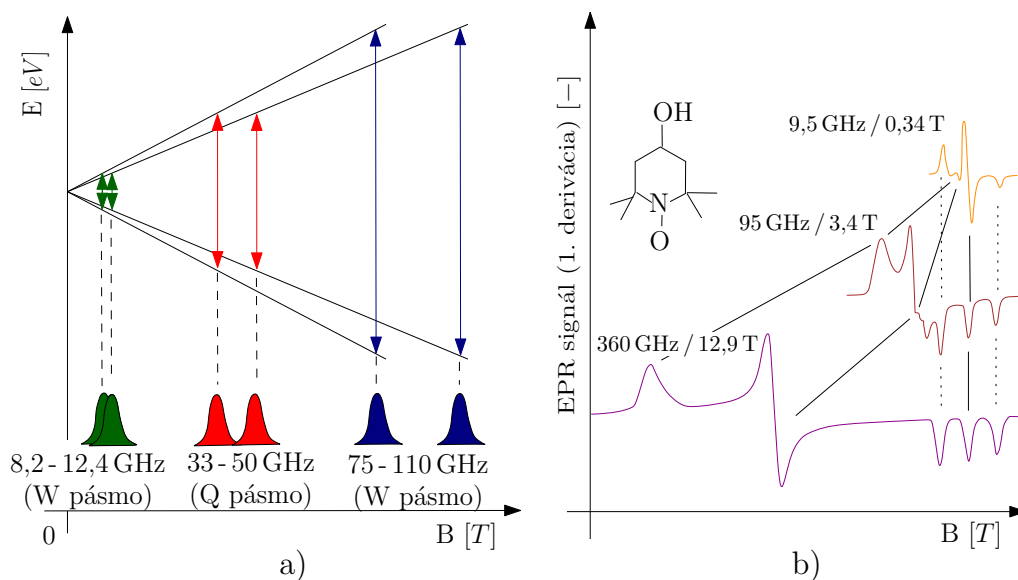 E [eV]
8,2 - 12,4 GHz
(W pásmo)
33 - 50 GHz
(Q pásmo)
75 - 110 GHz
(W pásmo)
0
B [T]
a)
EPR signál (1. derivácia) [−]
OH
N
O
9,5 GHz / 0,34 T
95 GHz / 3,4 T
360 GHz / 12,9 T
B [T]
b)